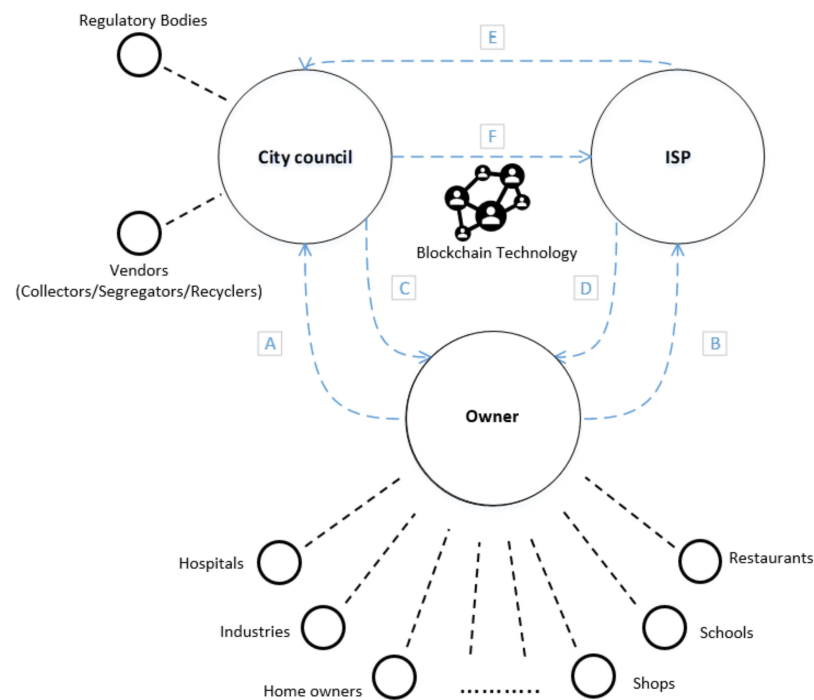 Regulatory Bodies
E
City council
F
ISP
Blockchain Technology
Vendors
(Collectors/Segregators/Recyclers)
C
D
A
B
Owner
Hospitals
Restaurants
Industries
Schools
Home owners
............
Shops